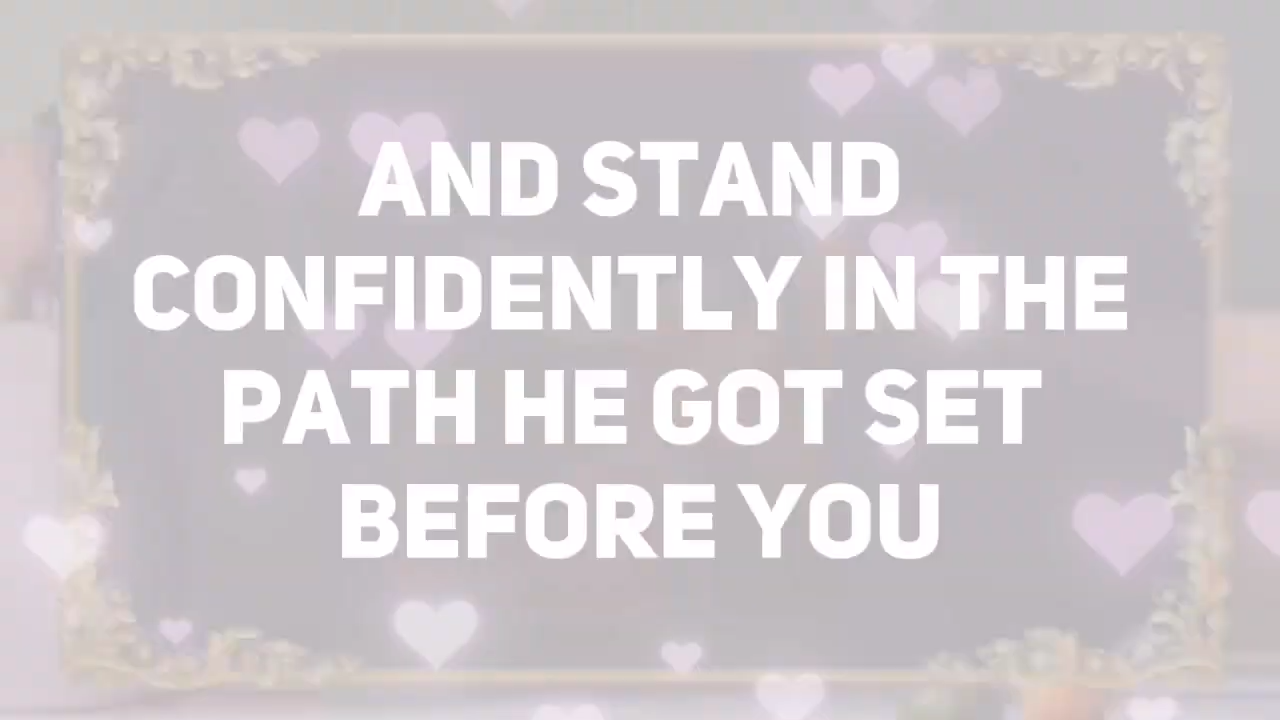 AND STAND
CONFIDENTLY IN THE
PATH HE GOT SET
BEFORE YOU